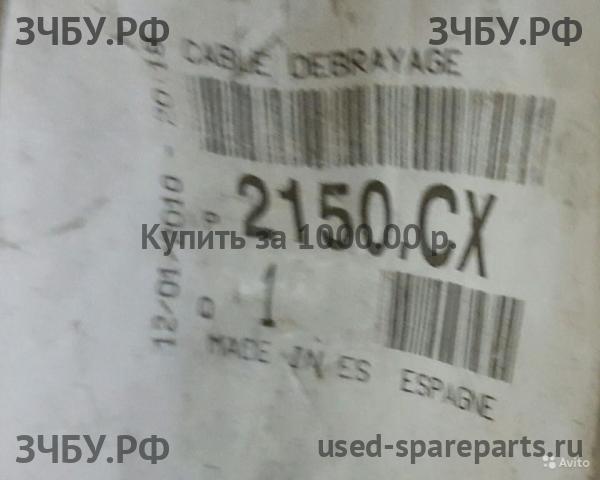 ЗЧБУ.РФ ЗЧБУ.РФ
CABLE DEBRAYAGE
P 2150.CX
Купить за 1000.00 р.
Q 1
MADE IN ES ESPAGNE
12/01/2010 -
ЗЧБУ.РФ used-spareparts.ru
Avito